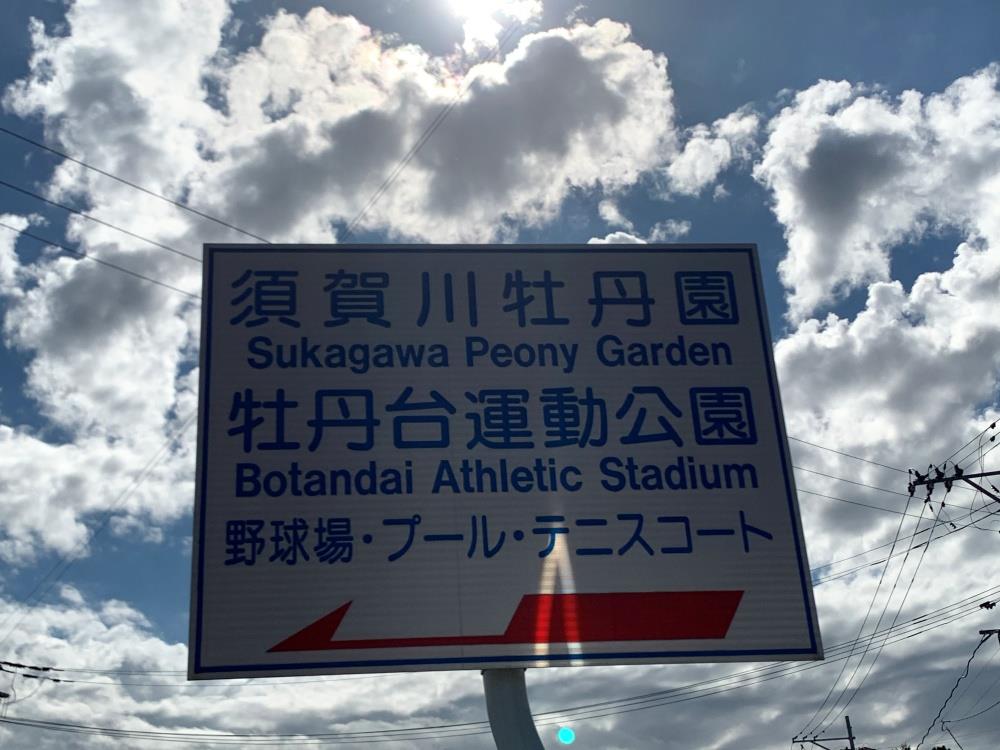 須賀川牡丹園
Sukagawa Peony Garden
牡丹台運動公園
Botandai Athletic Stadium
野球場・プール・テニスコート